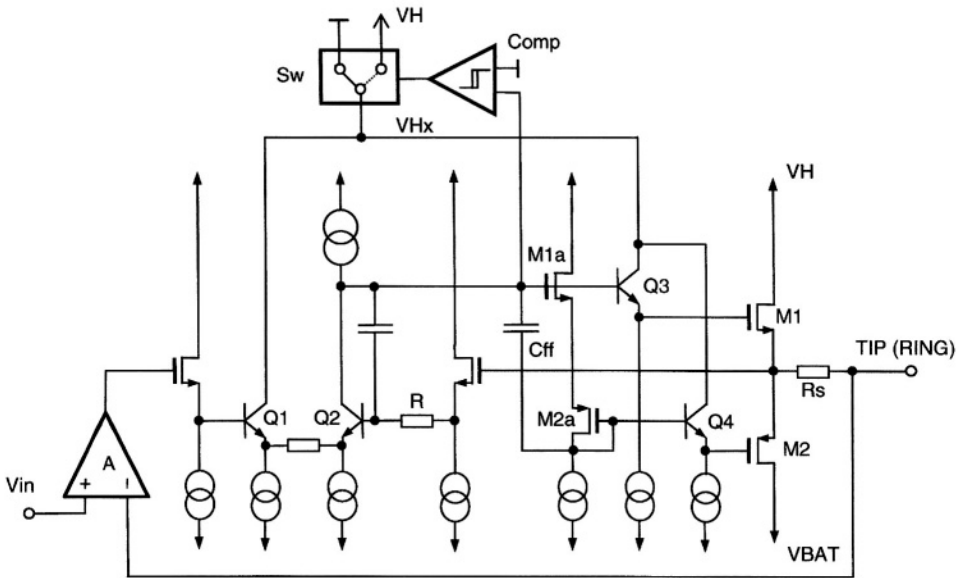 VH
Comp
Sw
VHx
VH
M1a
Q3
M1
Cff
TIP (RING)
Rs
R
Q1
Q2
M2a
Q4
M2
A
Vin
+
VBAT